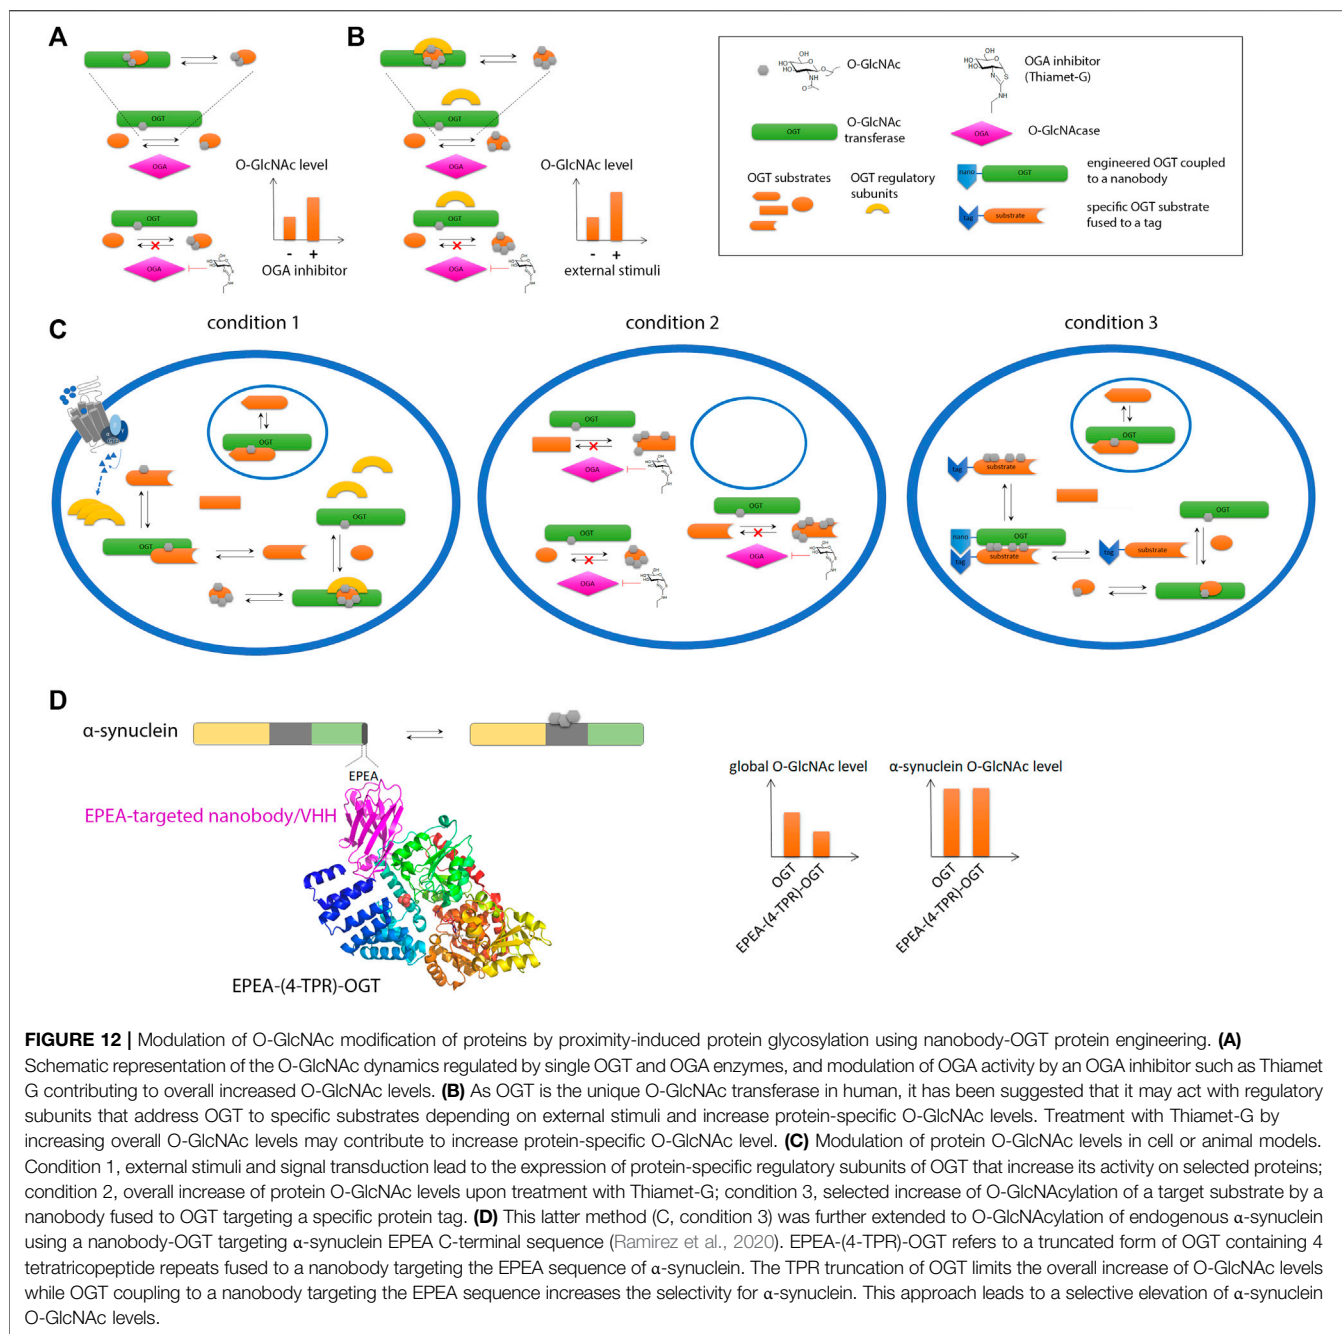 A
B
OGT
OGA
O-GlcNAc level
- +
OGA inhibitor
OGT
OGA
OGT
OGA
O-GlcNAc level
- +
external stimuli
OGT
OGA
O-GlcNAc
OGA inhibitor
(Thiamet-G)
OGT
O-GlcNAc
transferase
OGA
O-GlcNAcase
OGT substrates
OGT regulatory
subunits
nano
OGT
engineered OGT coupled
to a nanobody
tag
substrate
specific OGT substrate
fused to a tag
C
condition 1
condition 2
condition 3
OGT
OGT
OGT
OGT
OGA
OGT
OGA
OGT
OGA
OGT
tag
substrate
OGT
nano
OGT
tag
substrate
tag
substrate
D
α-synuclein
EPEA
EPEA-targeted nanobody/VHH
EPEA-(4-TPR)-OGT
global O-GlcNAc level
OGT
EPEA-(4-TPR)-OGT
α-synuclein O-GlcNAc level
OGT
EPEA-(4-TPR)-OGT
FIGURE 12 | Modulation of O-GlcNAc modification of proteins by proximity-induced protein glycosylation using nanobody-OGT protein engineering. (A)
Schematic representation of the O-GlcNAc dynamics regulated by single OGT and OGA enzymes, and modulation of OGA activity by an OGA inhibitor such as Thiamet
G contributing to overall increased O-GlcNAc levels. (B) As OGT is the unique O-GlcNAc transferase in human, it has been suggested that it may act with regulatory
subunits that address OGT to specific substrates depending on external stimuli and increase protein-specific O-GlcNAc levels. Treatment with Thiamet-G by
increasing overall O-GlcNAc levels may contribute to increase protein-specific O-GlcNAc level. (C) Modulation of protein O-GlcNAc levels in cell or animal models.
Condition 1, external stimuli and signal transduction lead to the expression of protein-specific regulatory subunits of OGT that increase its activity on selected proteins;
condition 2, overall increase of protein O-GlcNAc levels upon treatment with Thiamet-G; condition 3, selected increase of O-GlcNAcylation of a target substrate by a
nanobody fused to OGT targeting a specific protein tag. (D) This latter method (C, condition 3) was further extended to O-GlcNAcylation of endogenous α-synuclein
using a nanobody-OGT targeting α-synuclein EPEA C-terminal sequence (Ramirez et al., 2020). EPEA-(4-TPR)-OGT refers to a truncated form of OGT containing 4
tetratricopeptide repeats fused to a nanobody targeting the EPEA sequence of α-synuclein. The TPR truncation of OGT limits the overall increase of O-GlcNAc levels
while OGT coupling to a nanobody targeting the EPEA sequence increases the selectivity for α-synuclein. This approach leads to a selective elevation of α-synuclein
O-GlcNAc levels.